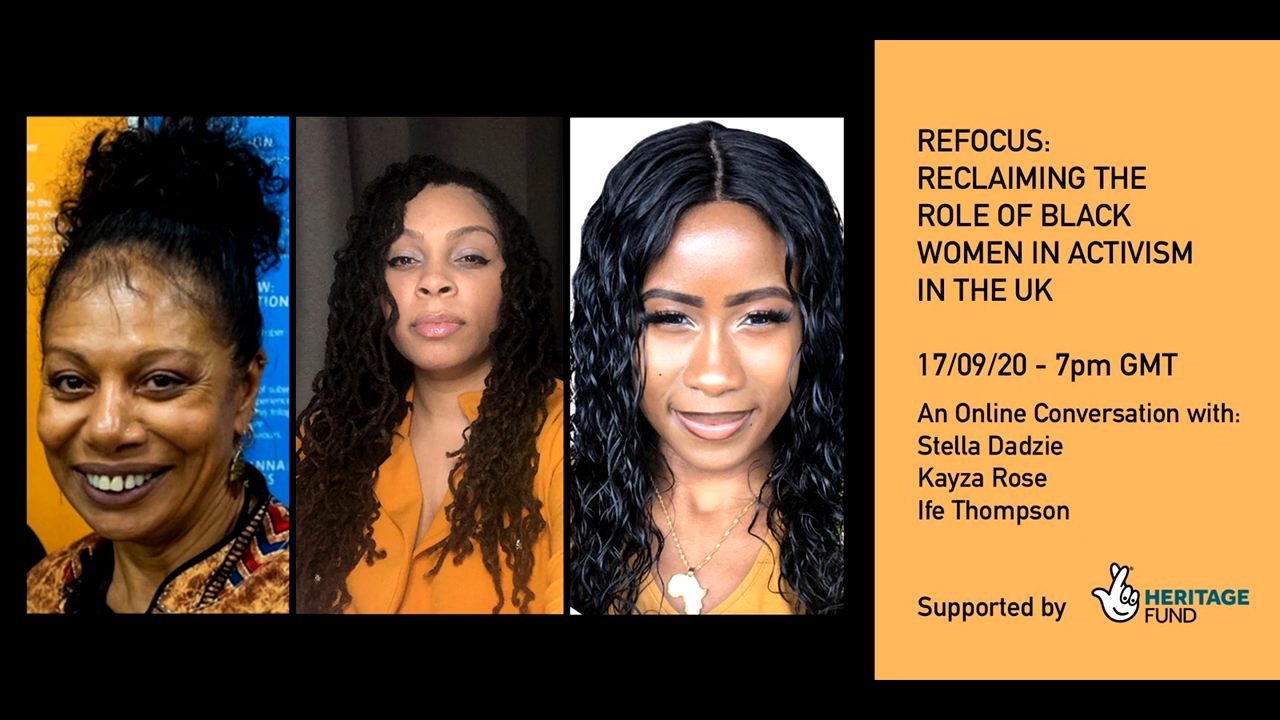 REFOCUS:
RECLAIMING THE
ROLE OF BLACK
WOMEN IN ACTIVISM
IN THE UK
17/09/20 - 7pm GMT
An Online Conversation with:
Stella Dadzie
Kayza Rose
Ife Thompson
Supported by
HERITAGE
FUND